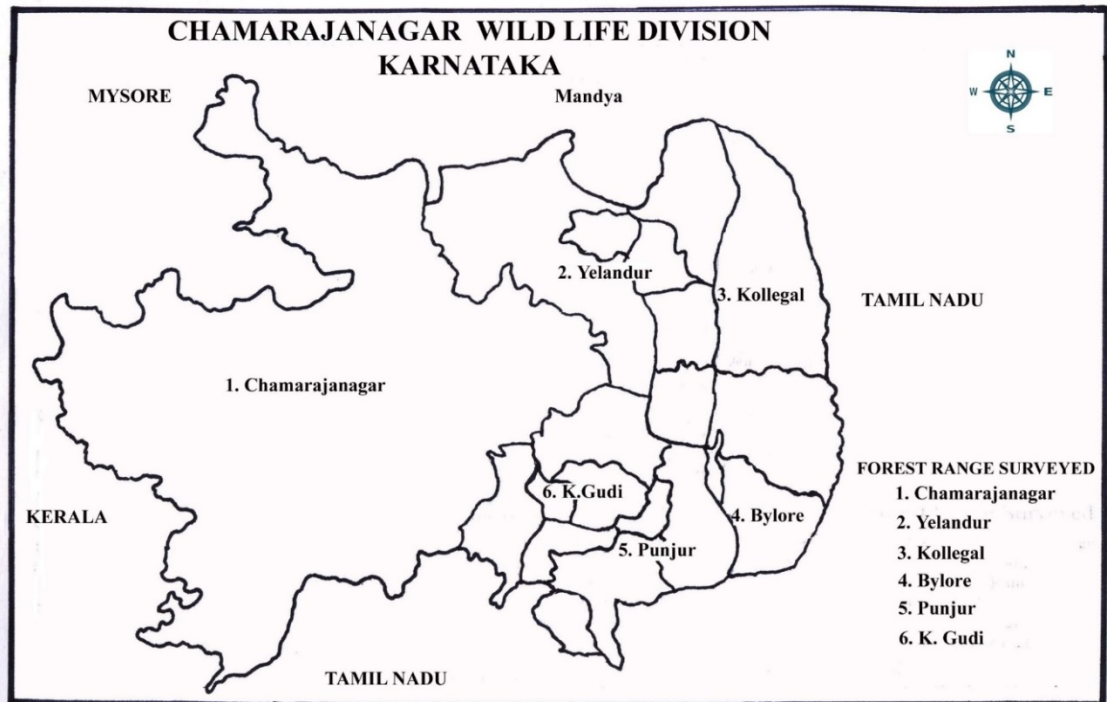 CHAMARAJANAGAR WILD LIFE DIVISION
KARNATAKA
MYSORE
Mandya
N
W
E
S
2. Yelandur
3. Kollegal
TAMIL NADU
1. Chamarajanagar
6. K.Gudi
4. Bylore
5. Punjur
KERALA
TAMIL NADU
FOREST RANGE SURVEYED
1. Chamarajanagar
2. Yelandur
3. Kollegal
4. Bylore
5. Punjur
6. K. Gudi